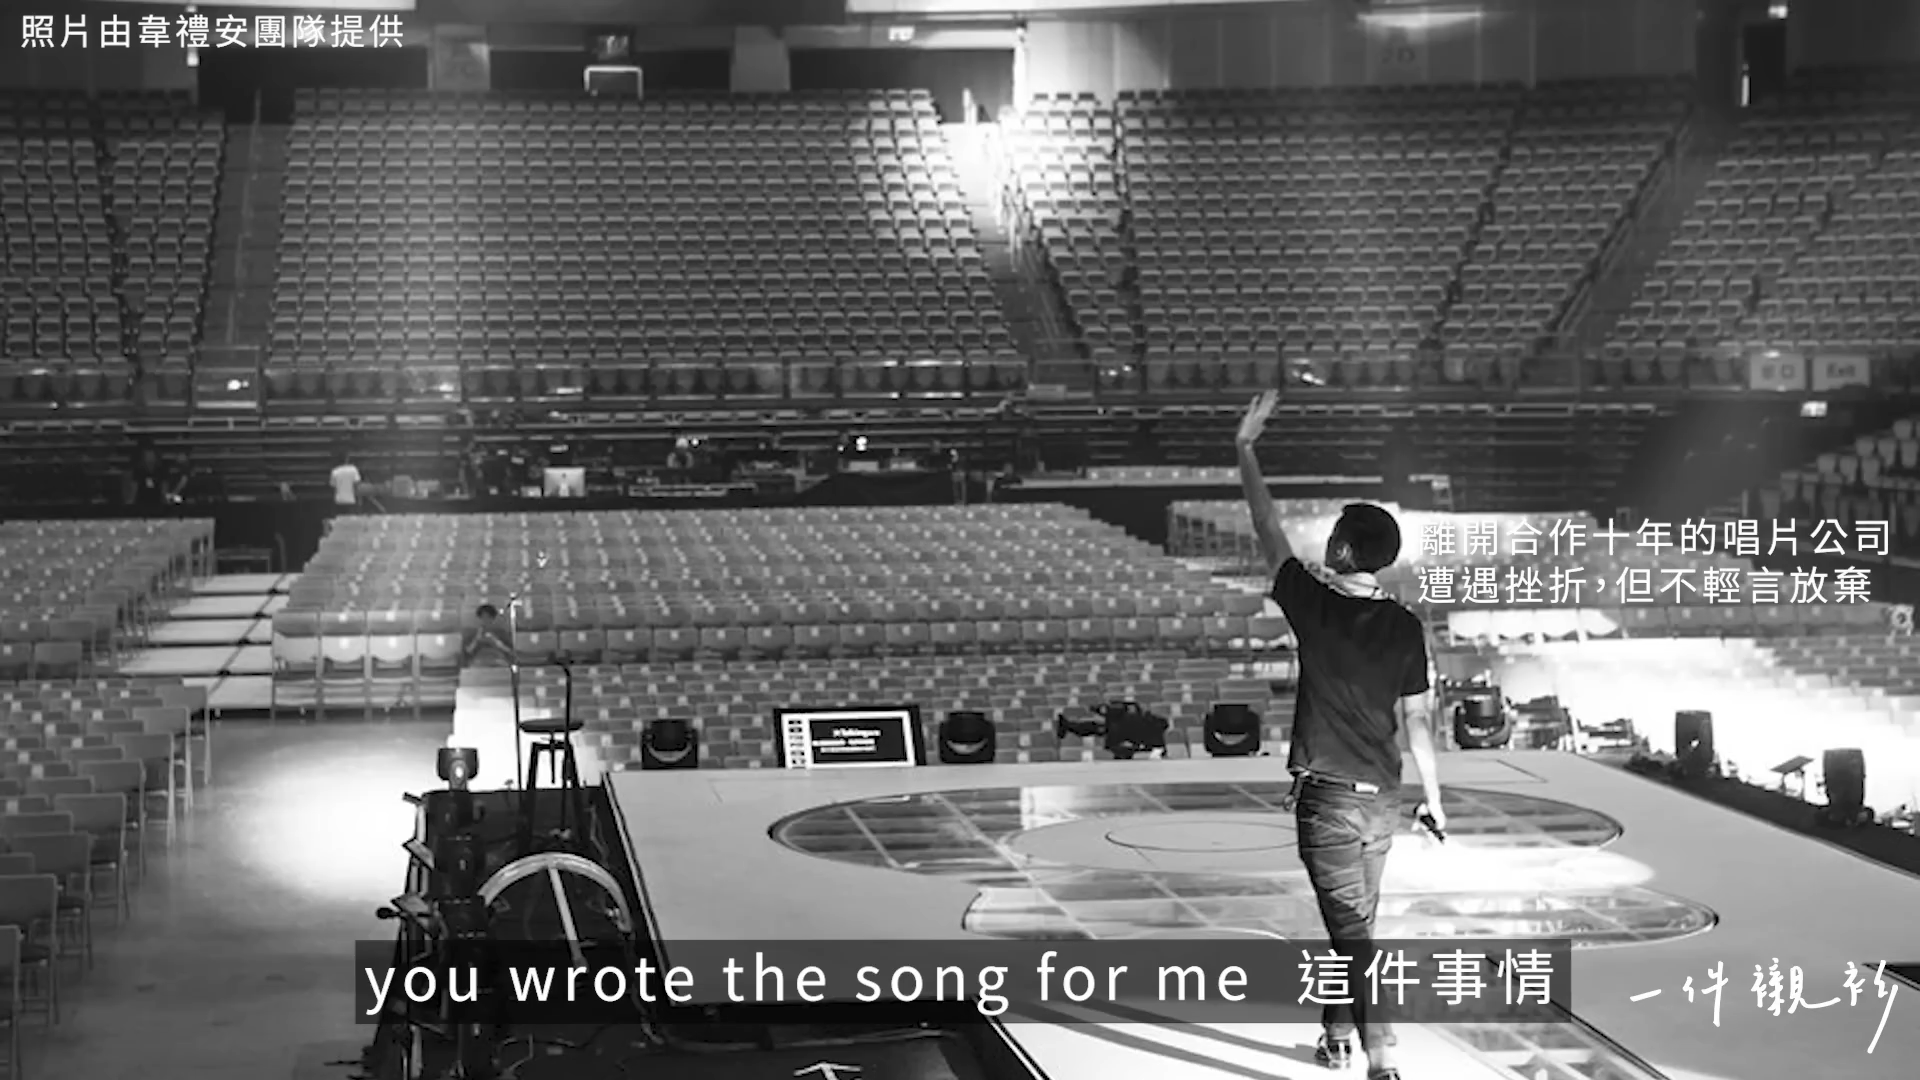 照片由韋禮安團隊提供
Exit
離開合作十年的唱片公司
遭遇挫折，但不輕言放棄
you wrote the song for me 這件事情
一件襯衫